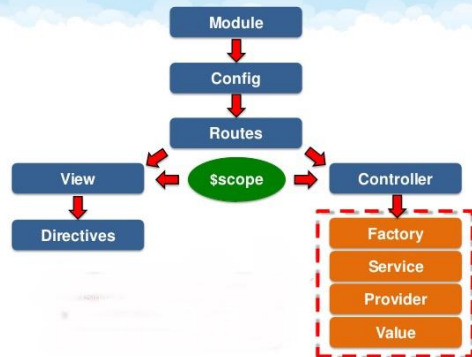 Module
Config
Routes
View
$scope
Controller
Directives
Factory
Service
Provider
Value